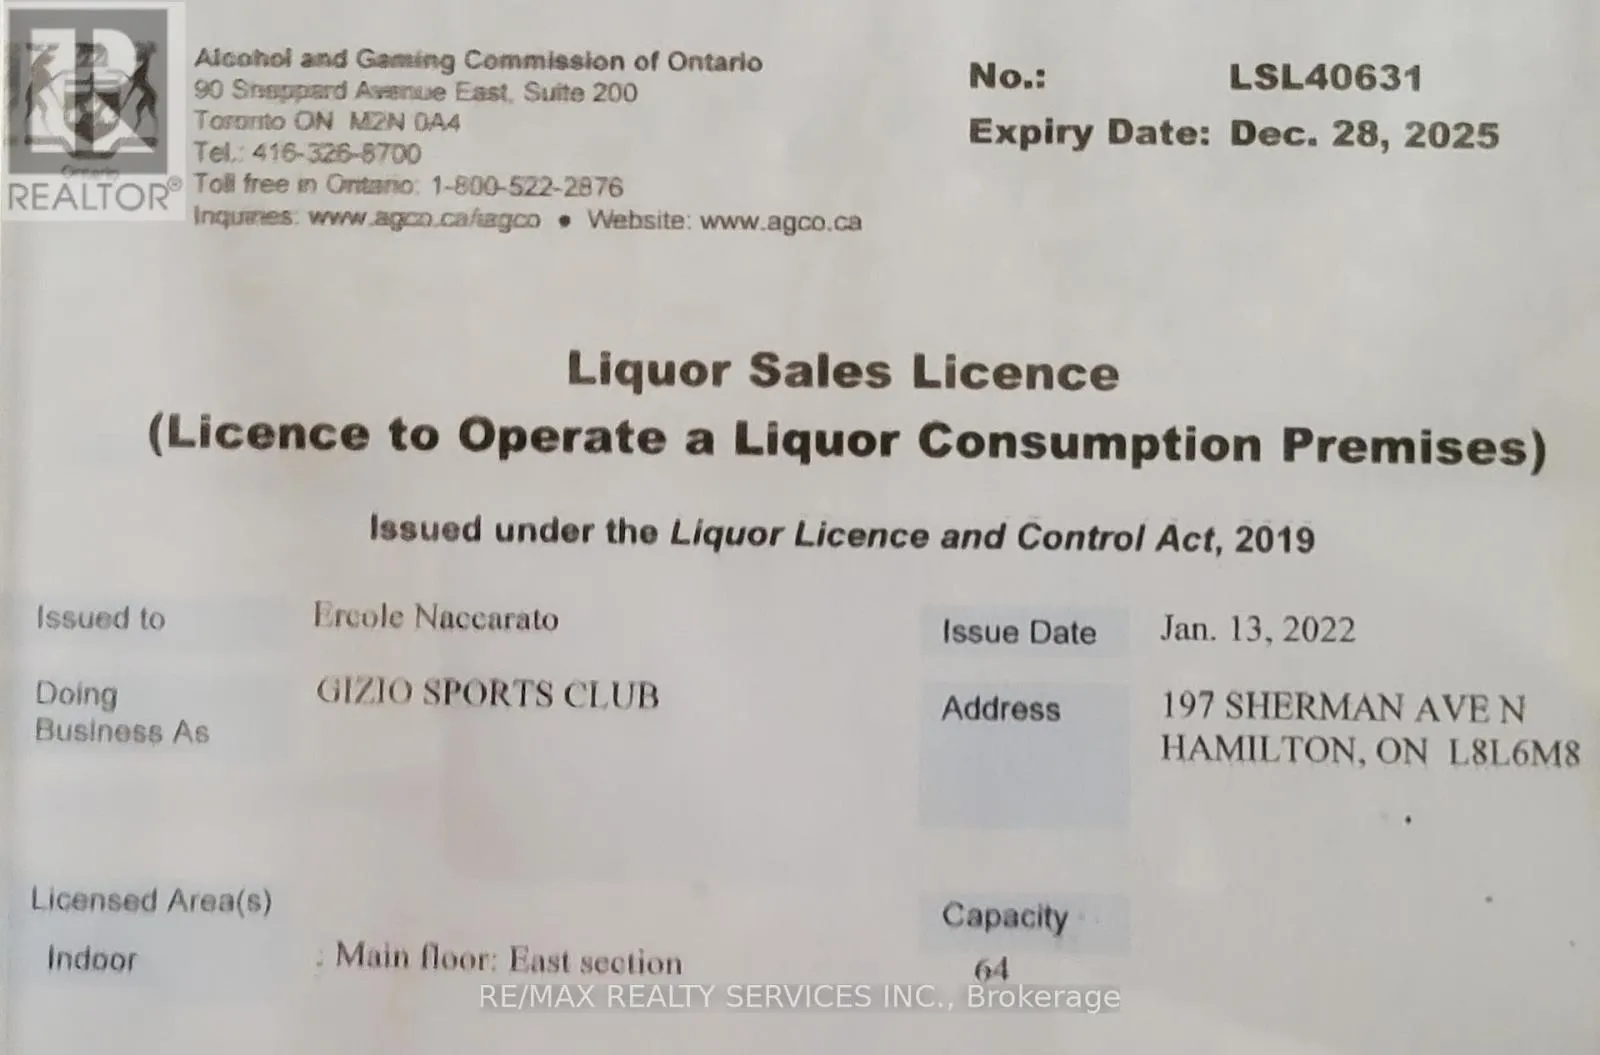 Alcohol and Gaming Commission of Ontario
90 Sheppard Avenue East, Suite 200
Toronto ON M2N 0A4
Tel.: 416-326-8700
Toll free in Ontario: 1-800-522-2876
Inquiries: www.agco.ca/iagco • Website: www.agco.ca
Ontario
REALTOR®
No.: LSL40631
Expiry Date: Dec. 28, 2025
Liquor Sales Licence
(Licence to Operate a Liquor Consumption Premises)
Issued under the Liquor Licence and Control Act, 2019
Issued to Ercole Naccarato
Issue Date Jan. 13, 2022
Doing
Business As GIZIO SPORTS CLUB
Address 197 SHERMAN AVE N
HAMILTON, ON L8L6M8
Licensed Area(s)
Capacity
Indoor : Main floor: East section 64
RE/MAX REALTY SERVICES INC., Brokerage